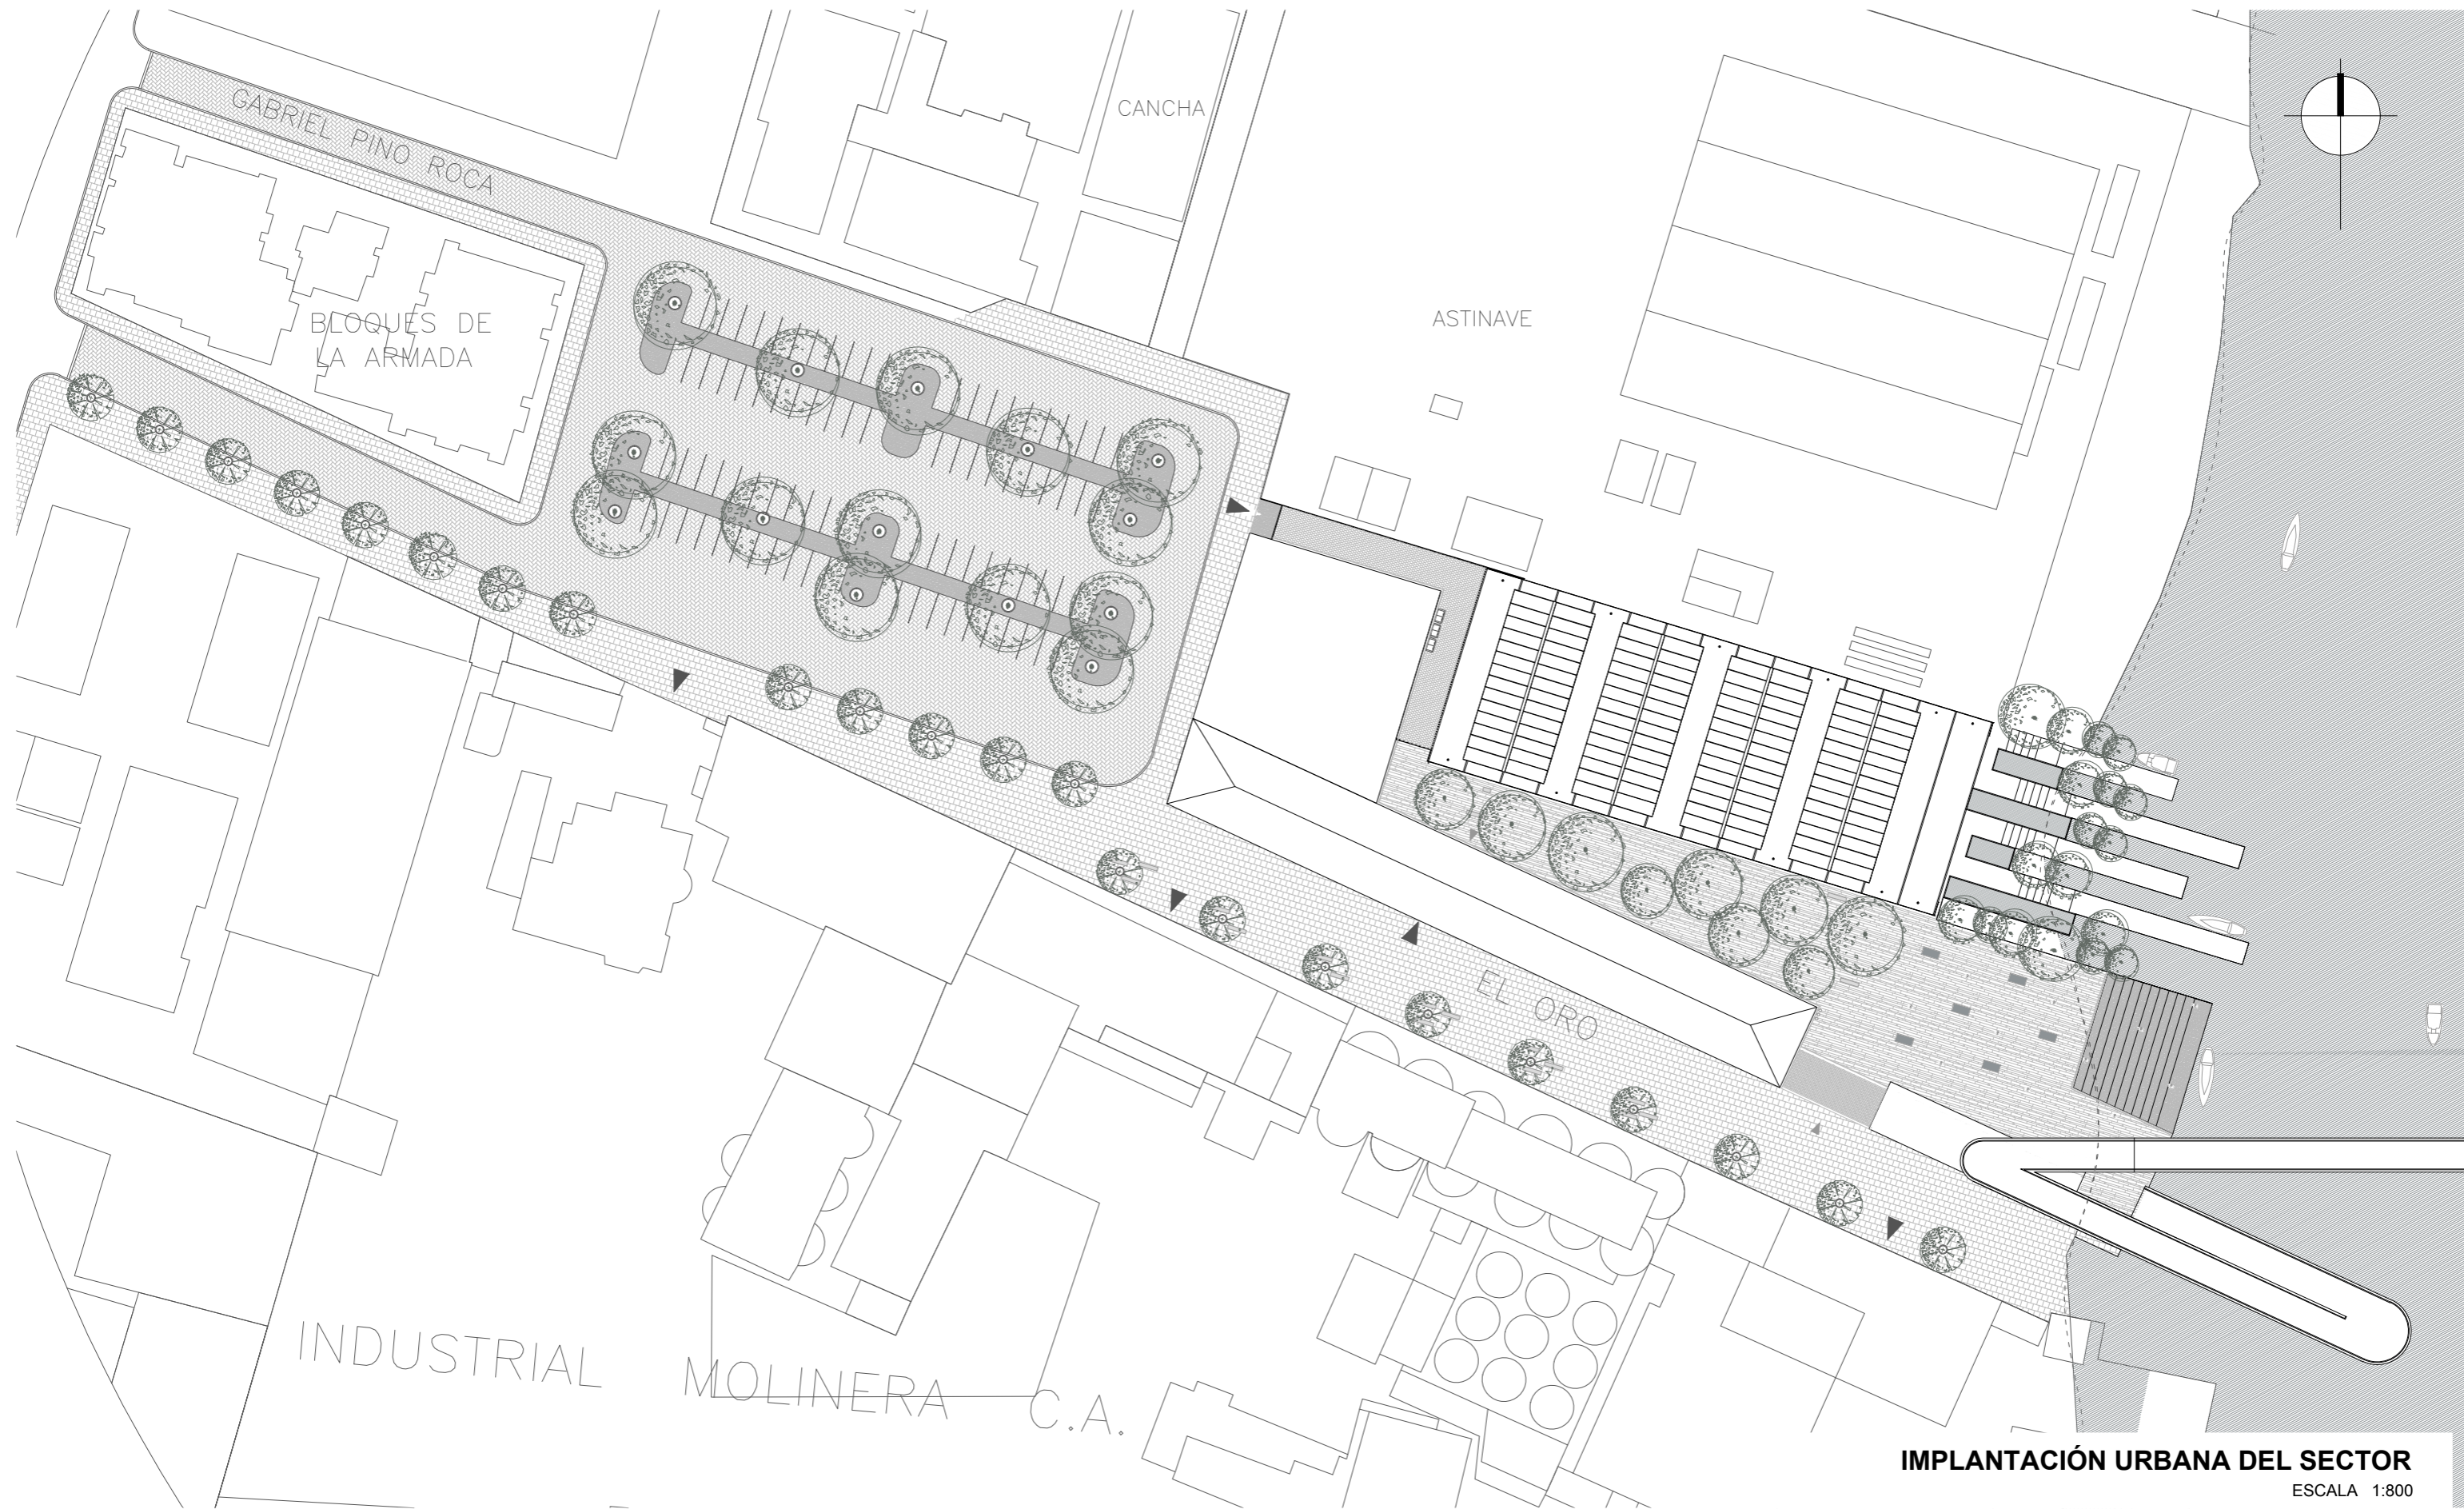 GABRIEL PINO ROCA
CANCHA
BLOQUES DE
LA ARMADA
ASTINAVE
EL ORO
INDUSTRIAL MOLINERA C.A.
IMPLANTACIÓN URBANA DEL SECTOR
ESCALA 1:800